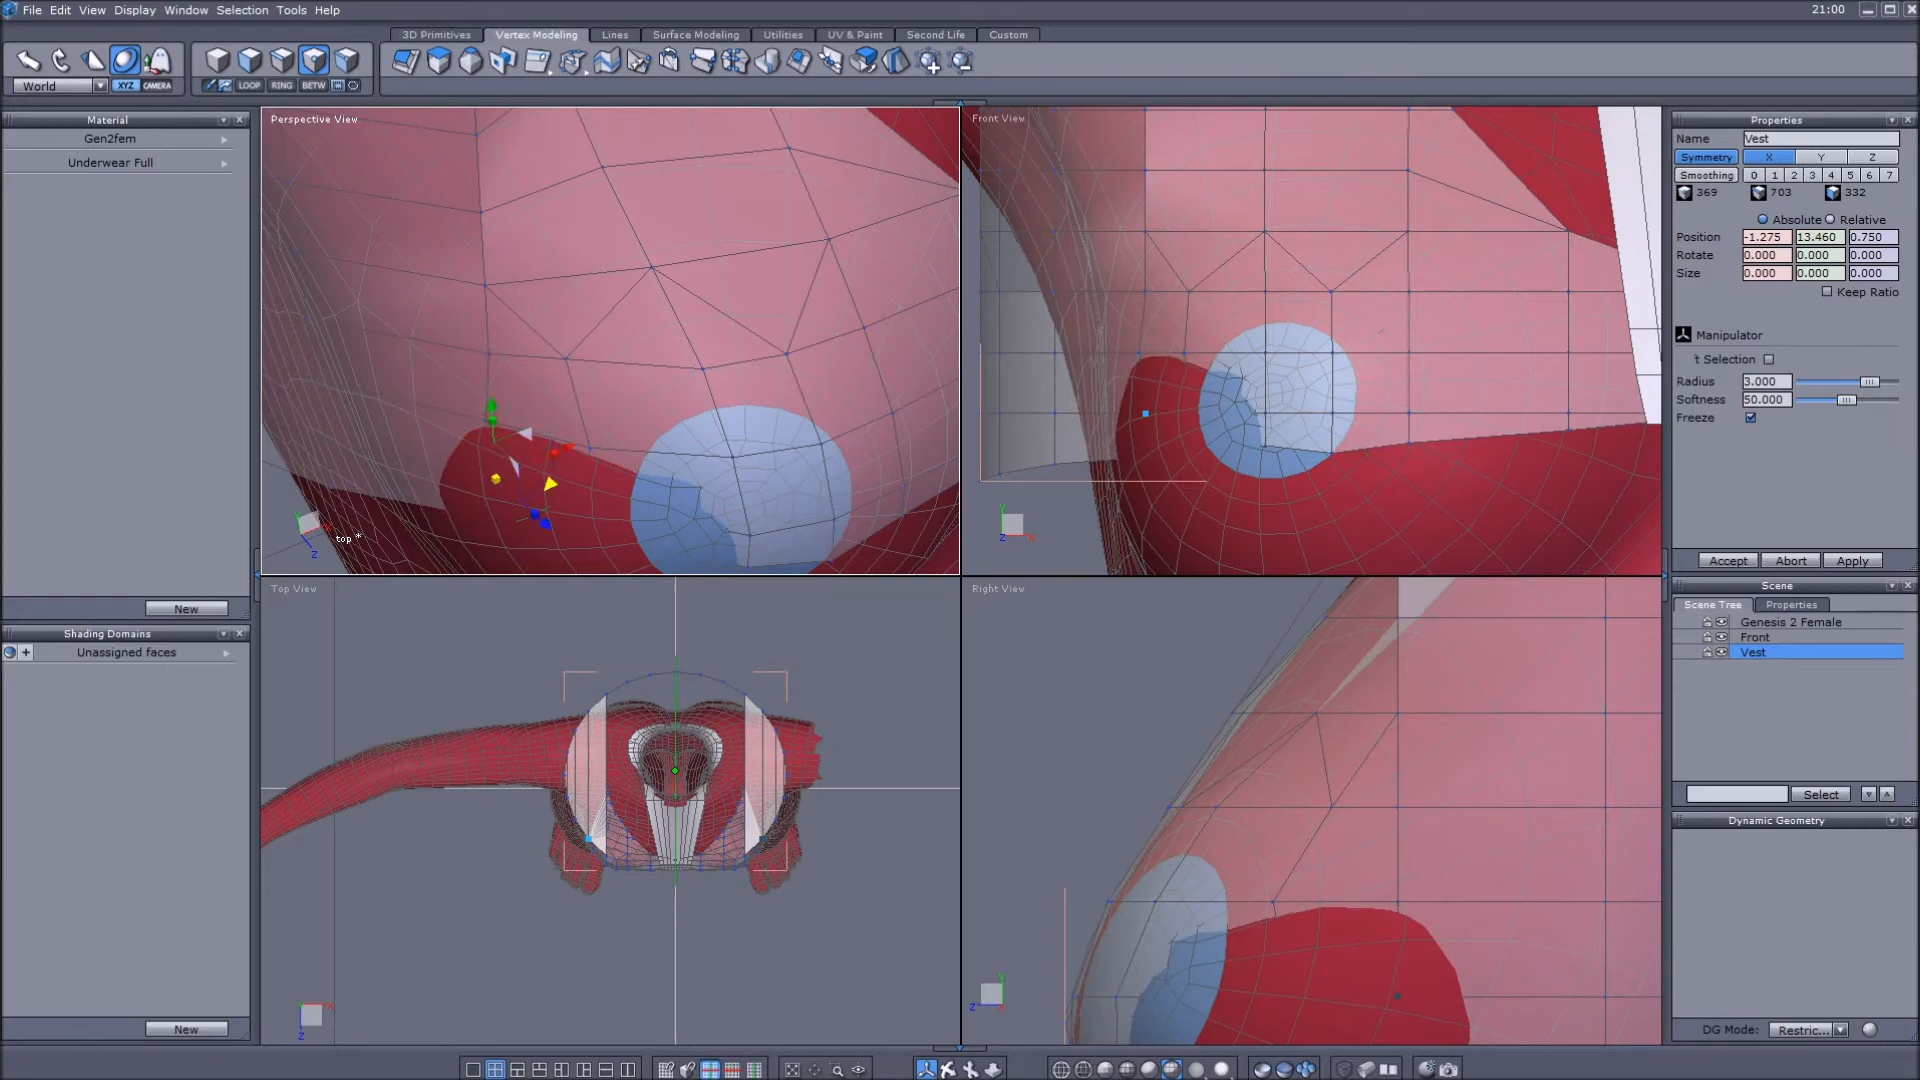 File Edit View Display Window Selection Tools Help 21:00
3D Primitives Vertex Modeling Lines Surface Modeling Utilities UV & Paint Second Life Custom
World XYZ CAMERA LOOP RING BETW
Material
Gen2fem
Underwear Full
New
Shading Domains
Unassigned faces
New
Perspective View
top *
Y
X
Z
Front View
Y
Z
X
Top View
X
Z
Right View
Y
Z
X
Properties
Name Vest
Symmetry X Y Z
Smoothing 0 1 2 3 4 5 6 7
369 703 332
Absolute Relative
Position -1.275 13.460 0.750
Rotate 0.000 0.000 0.000
Size 0.000 0.000 0.000
Keep Ratio
Manipulator
t Selection
Radius 3.000
Softness 50.000
Freeze
Accept Abort Apply
Scene
Scene Tree Properties
Genesis 2 Female
Front
Vest
Select
Dynamic Geometry
DG Mode: Restric...